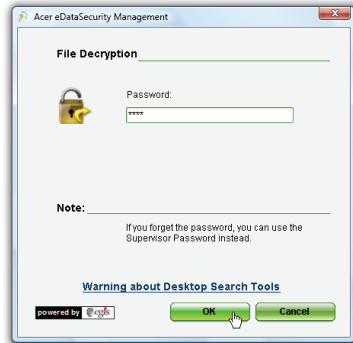 Acer eDataSecurity Management
File Decryption
Password:
****
Note:
If you forget the password, you can use the
Supervisor Password instead.
Warning about Desktop Search Tools
powered by egis
OK
Cancel